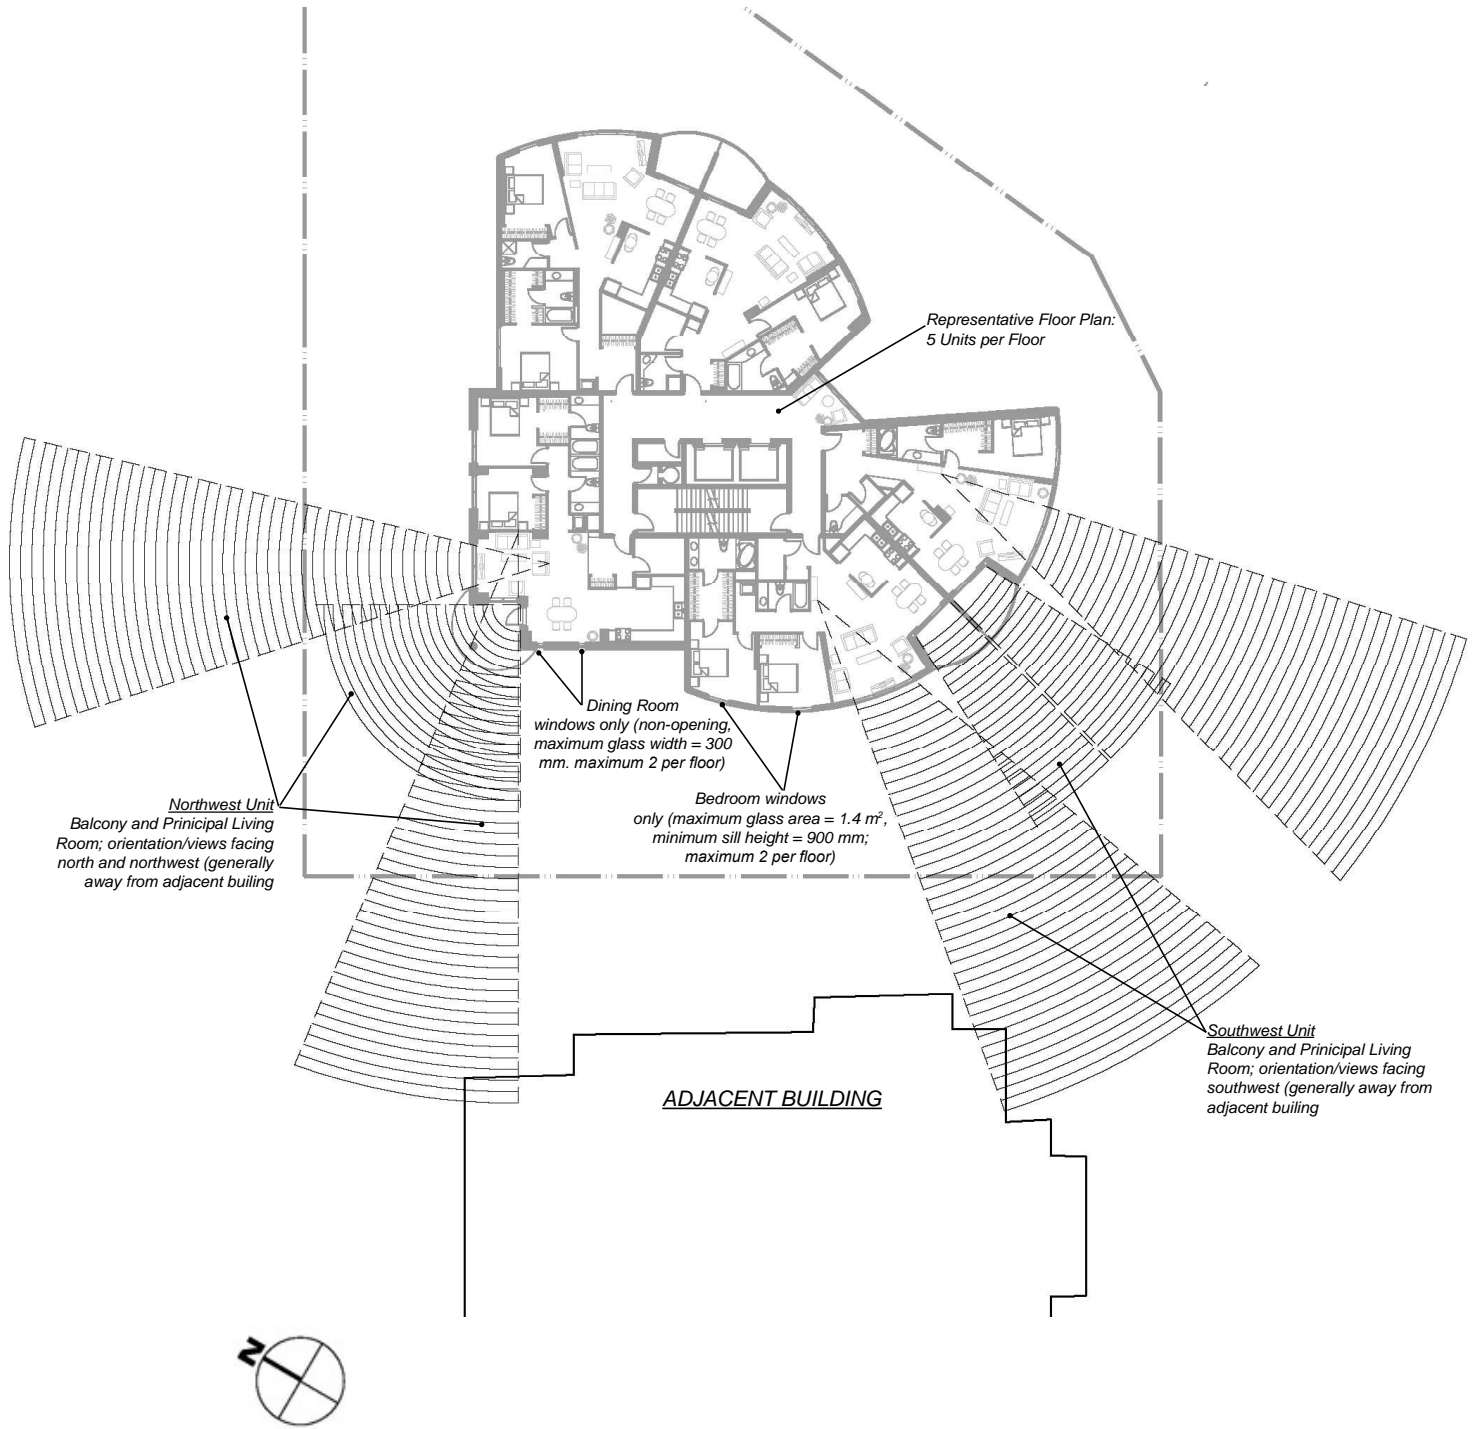 Representative Floor Plan:
5 Units per Floor
Dining Room
windows only (non-opening,
maximum glass width = 300
mm. maximum 2 per floor)
Northwest Unit
Balcony and Prinicipal Living
Room; orientation/views facing
north and northwest (generally
away from adjacent builing
Bedroom windows
only (maximum glass area = 1.4 m²,
minimum sill height = 900 mm;
maximum 2 per floor)
Southwest Unit
Balcony and Prinicipal Living
Room; orientation/views facing
southwest (generally away from
adjacent builing
ADJACENT BUILDING
N